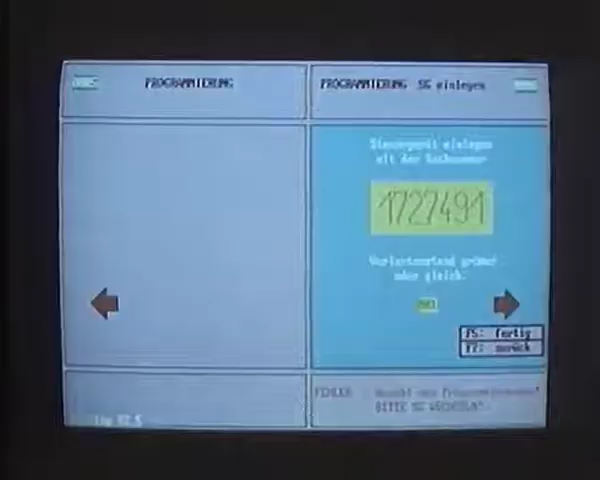 PROGRAMMIERUNG
PROGRAMMIERUNG SG einlegen
Steuergerät einlegen
mit der Sachnummer
1727491
größer
oder gleich.
F5: fertig
F7: zurück
FEHLER
BITTE SG WECHSELN"